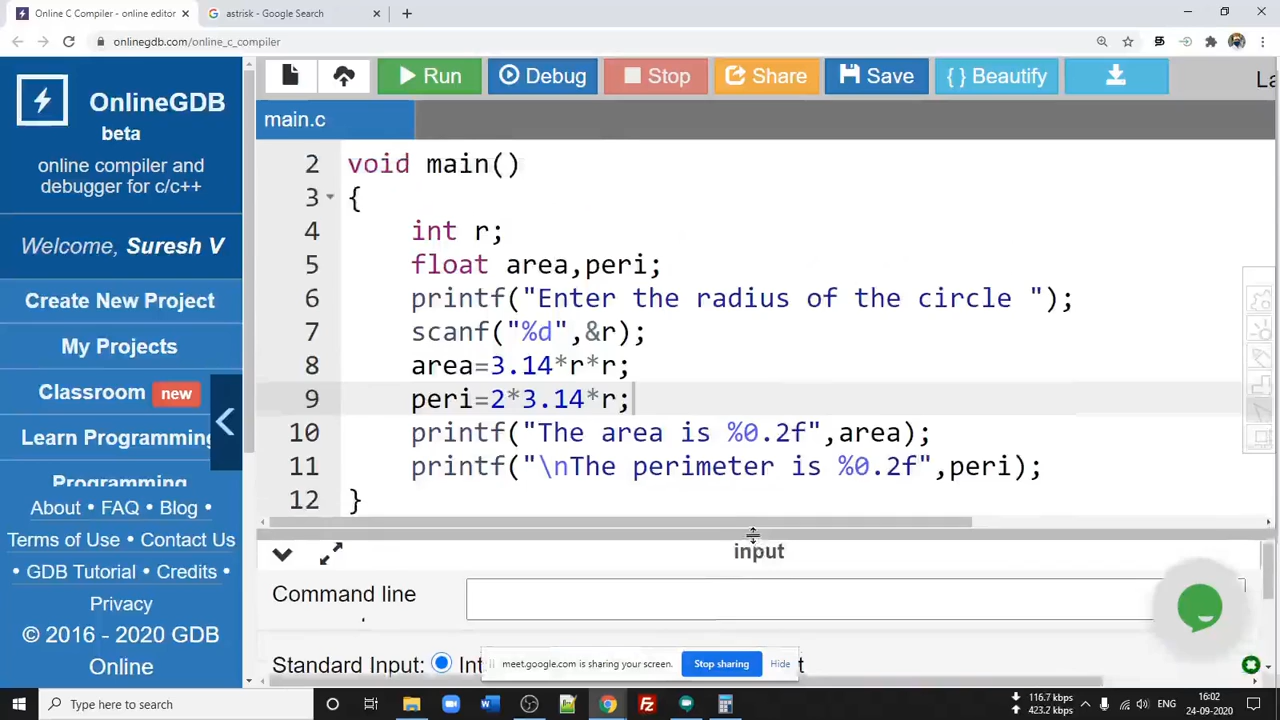 Online C Compiler - online editor
astrisk - Google Search
onlinegdb.com/online_c_compiler
OnlineGDB
beta
online compiler and
debugger for c/c++
Welcome, Suresh V
Create New Project
My Projects
Classroom new
Learn Programming
Programming
About • FAQ • Blog •
Terms of Use • Contact Us
• GDB Tutorial • Credits •
Privacy
© 2016 - 2020 GDB
Online
Run
Debug
Stop
Share
Save
{ } Beautify
La
main.c
2 void main()
3 {
4 int r;
5 float area,peri;
6 printf("Enter the radius of the circle ");
7 scanf("%d",&r);
8 area=3.14*r*r;
9 peri=2*3.14*r;
10 printf("The area is %0.2f",area);
11 printf("\nThe perimeter is %0.2f",peri);
12 }
input
Command line
Standard Input: Int
t
meet.google.com is sharing your screen. Stop sharing Hide
Type here to search
116.7 kbps
423.2 kbps
ENG
16:02
24-09-2020